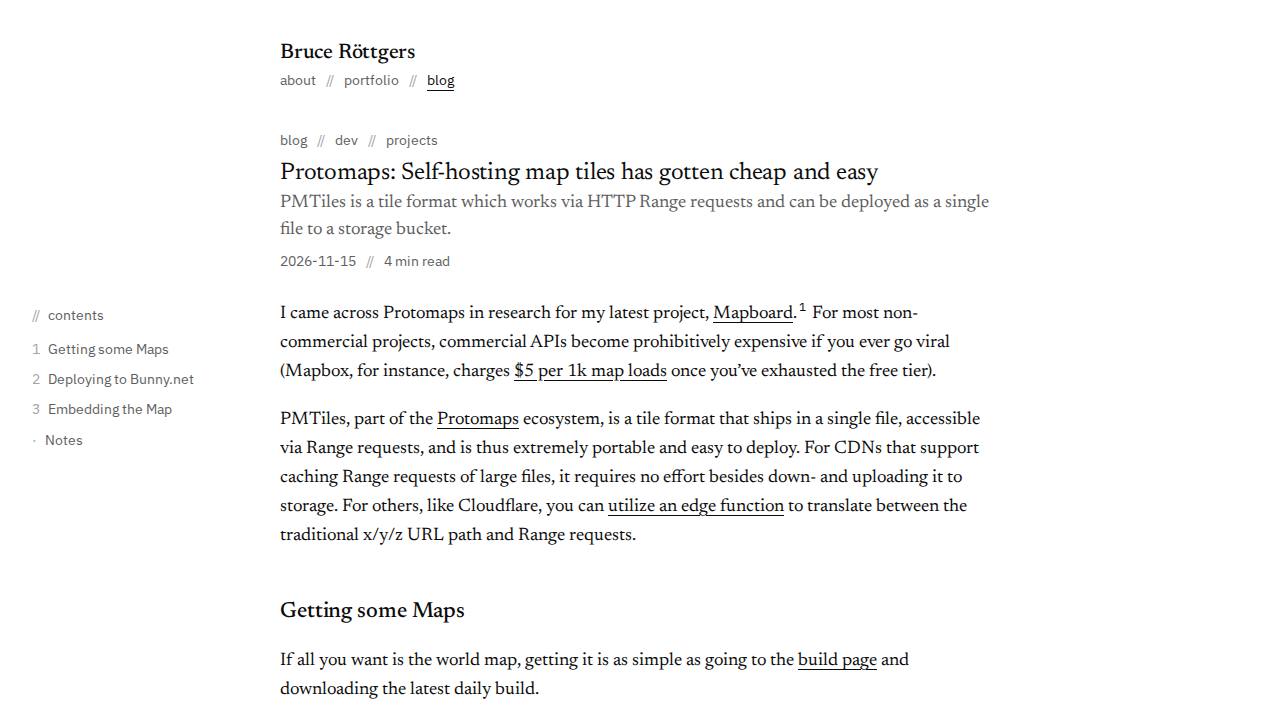 Bruce Röttgers
about // portfolio // blog
blog // dev // projects
Protomaps: Self-hosting map tiles has gotten cheap and easy
PMTiles is a tile format which works via HTTP Range requests and can be deployed as a single
file to a storage bucket.
2026-11-15 // 4 min read
// contents
1 Getting some Maps
2 Deploying to Bunny.net
3 Embedding the Map
· Notes
I came across Protomaps in research for my latest project, Mapboard.¹ For most non-
commercial projects, commercial APIs become prohibitively expensive if you ever go viral
(Mapbox, for instance, charges $5 per 1k map loads once you’ve exhausted the free tier).
PMTiles, part of the Protomaps ecosystem, is a tile format that ships in a single file, accessible
via Range requests, and is thus extremely portable and easy to deploy. For CDNs that support
caching Range requests of large files, it requires no effort besides down- and uploading it to
storage. For others, like Cloudflare, you can utilize an edge function to translate between the
traditional x/y/z URL path and Range requests.
Getting some Maps
If all you want is the world map, getting it is as simple as going to the build page and
downloading the latest daily build.